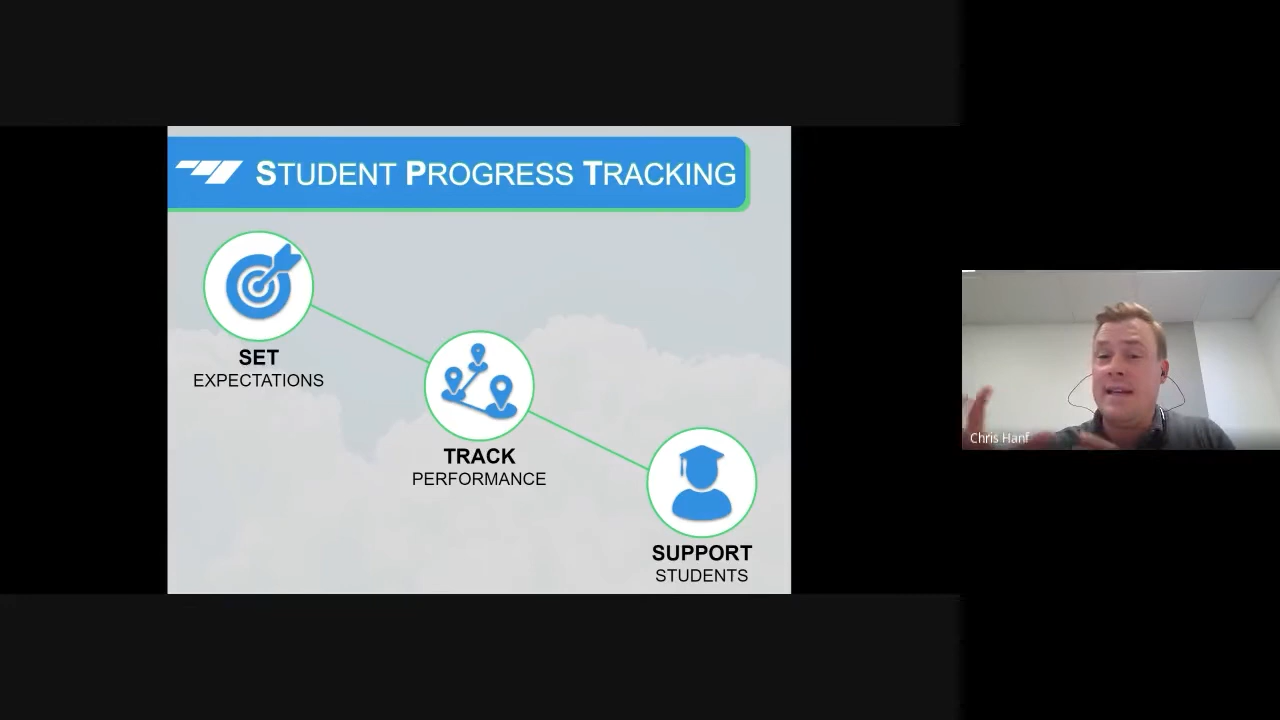 STUDENT PROGRESS TRACKING
SET
EXPECTATIONS
TRACK
PERFORMANCE
SUPPORT
STUDENTS
Chris Hanf